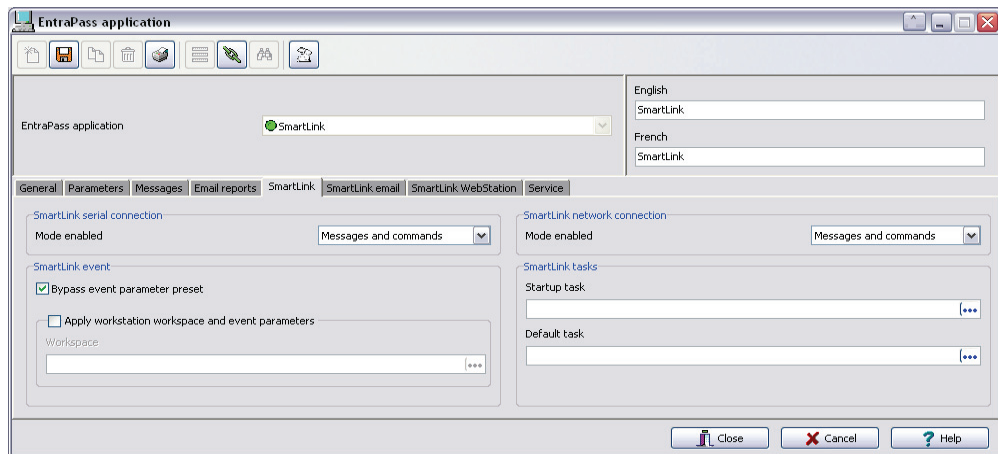 EntraPass application
English
SmartLink
EntraPass application
SmartLink
French
SmartLink
General Parameters Messages Email reports SmartLink SmartLink email SmartLink WebStation Service
SmartLink serial connection
Mode enabled Messages and commands
SmartLink network connection
Mode enabled Messages and commands
SmartLink event
Bypass event parameter preset
Apply workstation workspace and event parameters
Workspace
SmartLink tasks
Startup task
Default task
Close Cancel Help